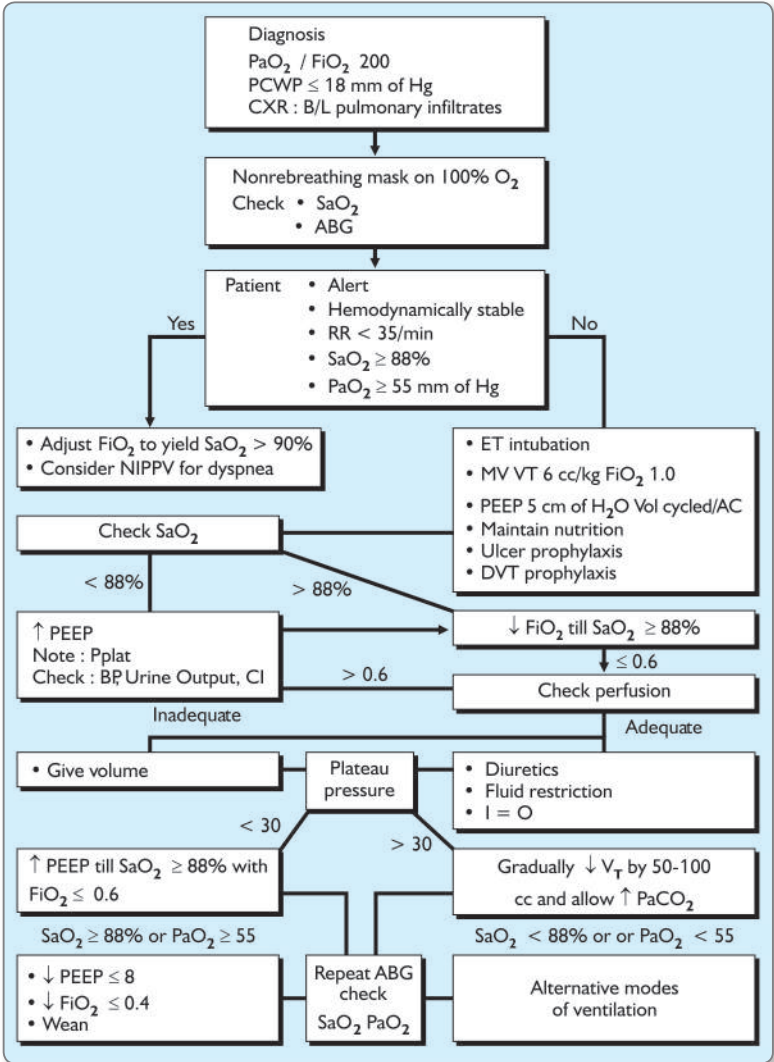 Diagnosis
PaO₂ / FiO₂ 200
PCWP ≤ 18 mm of Hg
CXR : B/L pulmonary infiltrates
Nonrebreathing mask on 100% O₂
Check • SaO₂
• ABG
Patient • Alert
• Hemodynamically stable
• RR < 35/min
• SaO₂ ≥ 88%
• PaO₂ ≥ 55 mm of Hg
Yes
No
• Adjust FiO₂ to yield SaO₂ > 90%
• Consider NIPPV for dyspnea
• ET intubation
• MV VT 6 cc/kg FiO₂ 1.0
• PEEP 5 cm of H₂O Vol cycled/AC
• Maintain nutrition
• Ulcer prophylaxis
• DVT prophylaxis
Check SaO₂
< 88%
> 88%
↑ PEEP
Note : Pplat
Check : BP, Urine Output, CI
↓ FiO₂ till SaO₂ ≥ 88%
≤ 0.6
> 0.6
Check perfusion
Inadequate
Adequate
• Give volume
Plateau
pressure
• Diuretics
• Fluid restriction
• I = O
< 30
> 30
↑ PEEP till SaO₂ ≥ 88% with
FiO₂ ≤ 0.6
Gradually ↓ V_T by 50-100
cc and allow ↑ PaCO₂
SaO₂ ≥ 88% or PaO₂ ≥ 55
SaO₂ < 88% or or PaO₂ < 55
• ↓ PEEP ≤ 8
• ↓ FiO₂ ≤ 0.4
• Wean
Repeat ABG
check
SaO₂ PaO₂
Alternative modes
of ventilation